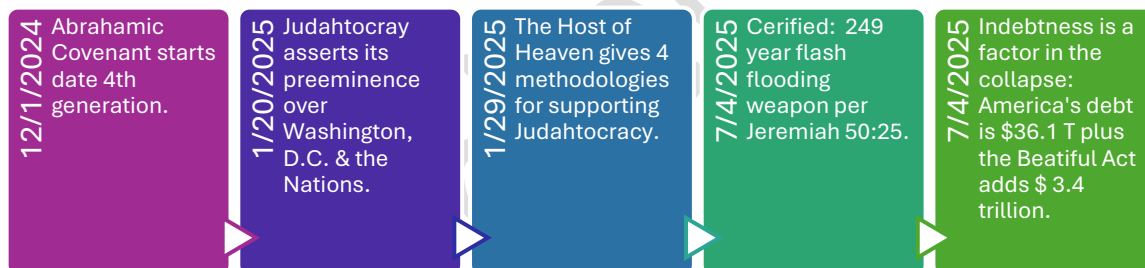 12/1/2024
Abrahamic
Covenant starts
date 4th
generation.
1/20/2025
Judahtocray
asserts its
preeminence
over
Washington,
D.C. & the
Nations.
1/29/2025
The Host of
Heaven gives 4
methodologies
for supporting
Judahtocracy.
7/4/2025
Cerified: 249
year flash
flooding
weapon per
Jeremiah 50:25.
7/4/2025
Indebtness is a
factor in the
collapse:
America's debt
is $36.1 T plus
the Beatiful Act
adds $ 3.4
trillion.